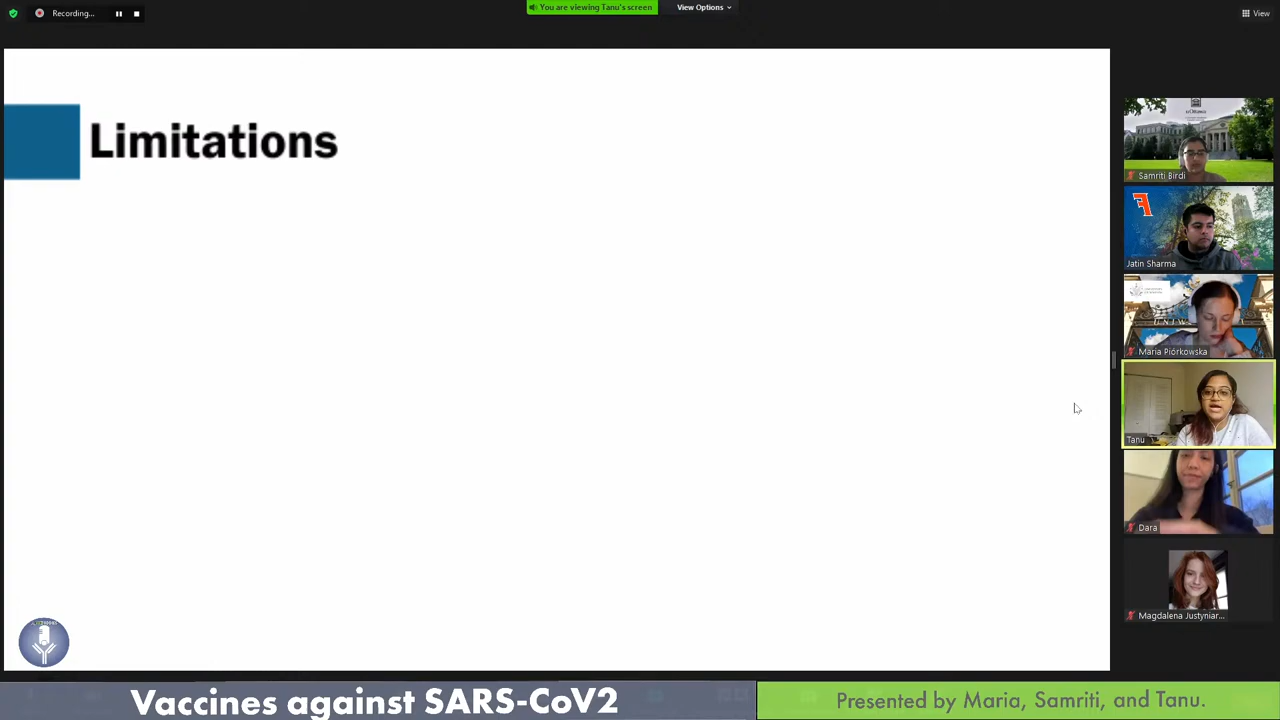 Recording...
You are viewing Tanu's screen
View Options
View
Limitations
Samriti Birdi
Jatin Sharma
Maria Piórkowska
Tanu
Dara
Magdalena Justyniar...
Vaccines against SARS-CoV2
Presented by Maria, Samriti, and Tanu.